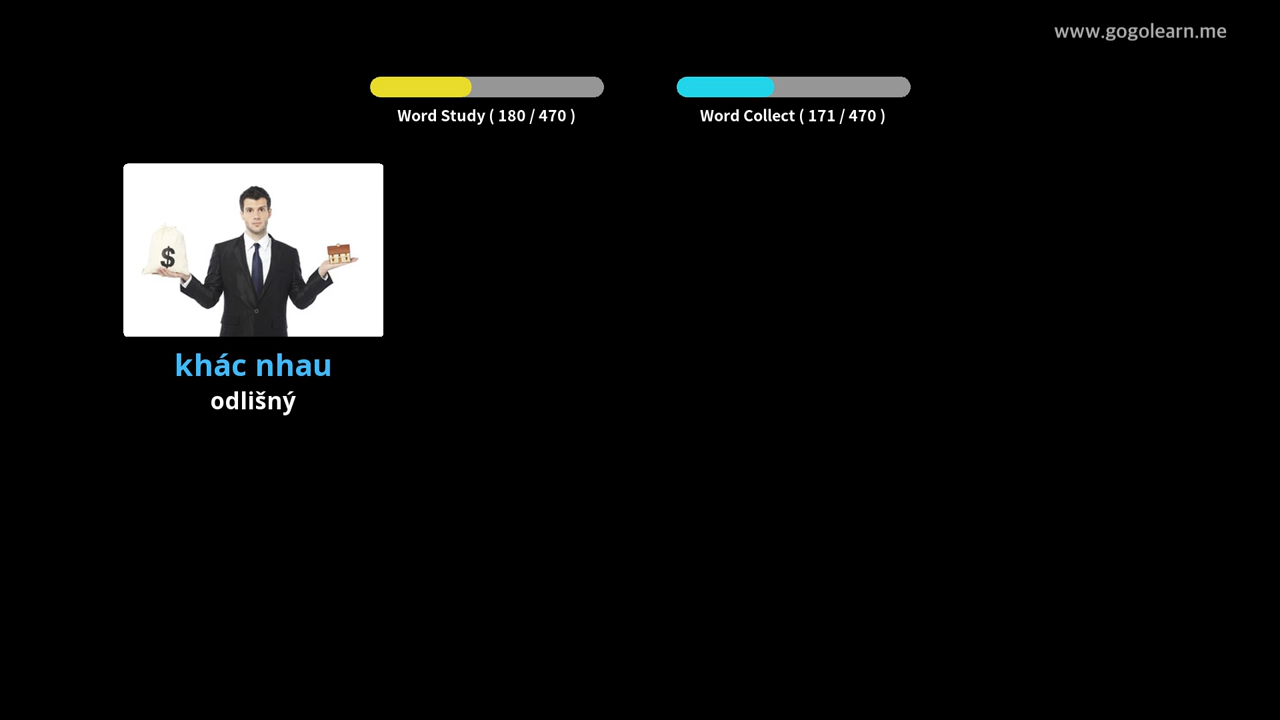 www.gogolearn.me
Word Study ( 180 / 470 )
Word Collect ( 171 / 470 )
$
khác nhau
odlišný